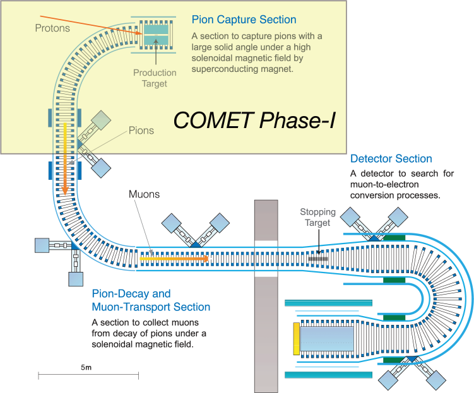 Pion Capture Section
Protons
A section to capture pions with a
large solid angle under a high
solenoidal magnetic field by
superconducting magnet.
Production
Target
COMET Phase-I
Pions
Detector Section
A detector to search for
muon-to-electron
conversion processes.
Muons
Stopping
Target
Pion-Decay and
Muon-Transport Section
A section to collect muons
from decay of pions under a
solenoidal magnetic field.
5m